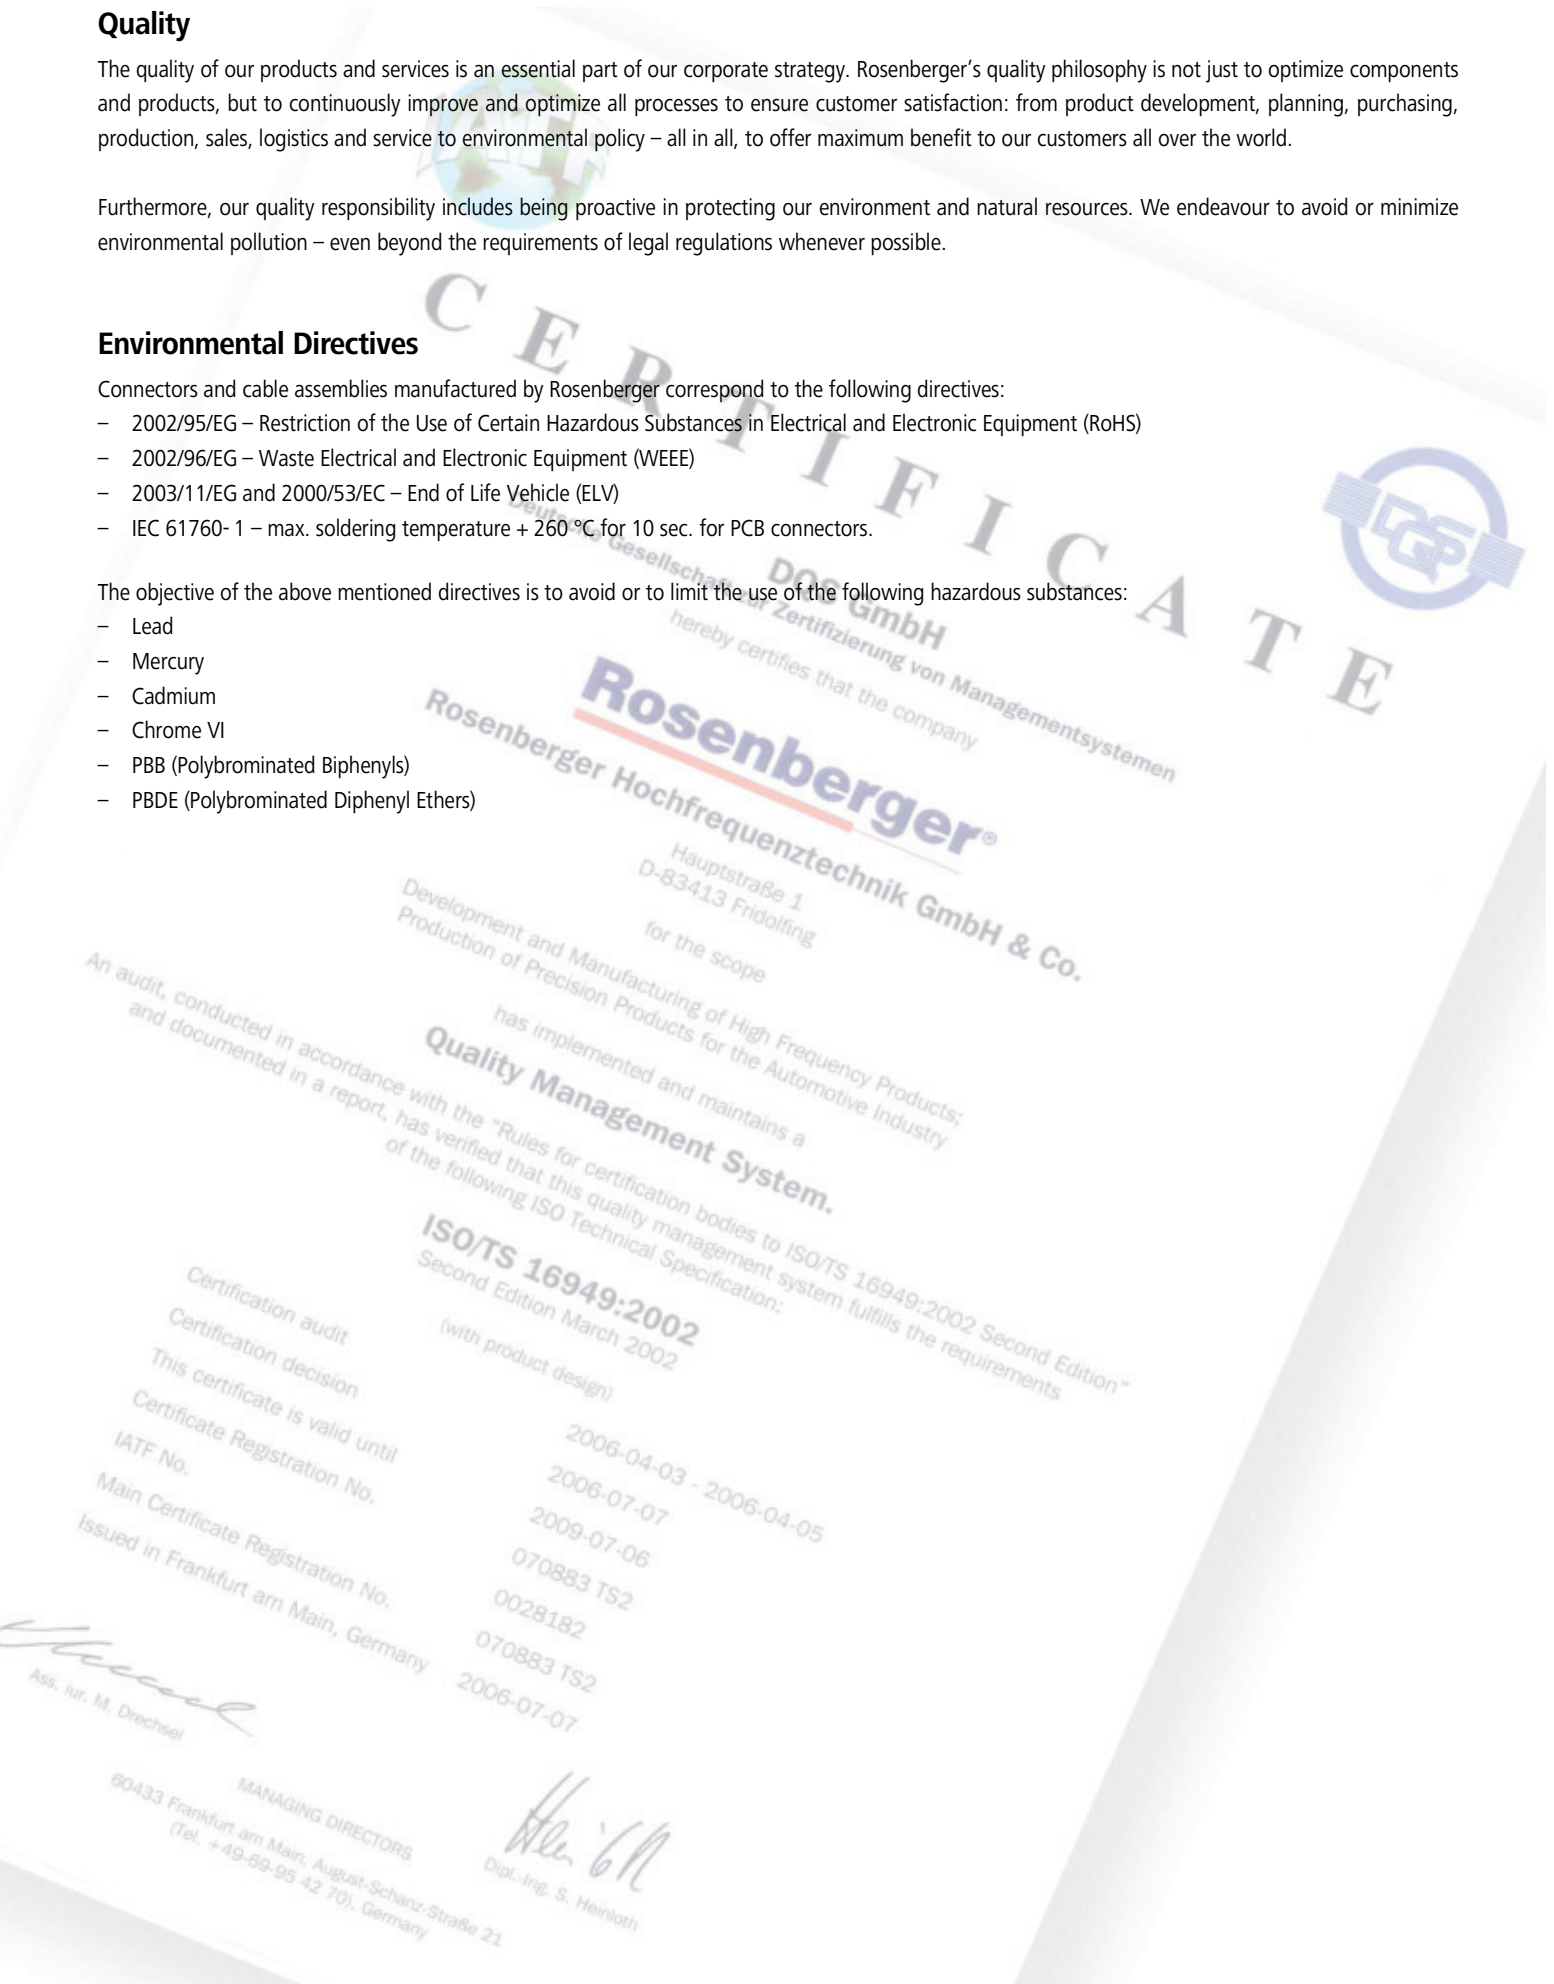 Quality
The quality of our products and services is an essential part of our corporate strategy. Rosenberger’s quality philosophy is not just to optimize components
and products, but to continuously improve and optimize all processes to ensure customer satisfaction: from product development, planning, purchasing,
production, sales, logistics and service to environmental policy – all in all, to offer maximum benefit to our customers all over the world.
Furthermore, our quality responsibility includes being proactive in protecting our environment and natural resources. We endeavour to avoid or minimize
environmental pollution – even beyond the requirements of legal regulations whenever possible.
Environmental Directives
Connectors and cable assemblies manufactured by Rosenberger correspond to the following directives:
– 2002/95/EG – Restriction of the Use of Certain Hazardous Substances in Electrical and Electronic Equipment (RoHS)
– 2002/96/EG – Waste Electrical and Electronic Equipment (WEEE)
– 2003/11/EG and 2000/53/EC – End of Life Vehicle (ELV)
– IEC 61760- 1 – max. soldering temperature + 260 °C for 10 sec. for PCB connectors.
The objective of the above mentioned directives is to avoid or to limit the use of the following hazardous substances:
– Lead
– Mercury
– Cadmium
– Chrome VI
– PBB (Polybrominated Biphenyls)
– PBDE (Polybrominated Diphenyl Ethers)
IATF
CERTIFICATE
DQS
DQS GmbH
Deutsche Gesellschaft zur Zertifizierung von Managementsystemen
hereby certifies that the company
Rosenberger®
Rosenberger Hochfrequenztechnik GmbH & Co.
Hauptstraße 1
D-83413 Fridolfing
for the scope
Development and Manufacturing of High Frequency Products;
Production of Precision Products for the Automotive Industry
has implemented and maintains a
Quality Management System.
An audit, conducted in accordance with the "Rules for certification bodies to ISO/TS 16949:2002 Second Edition"
and documented in a report, has verified that this quality management system fulfills the requirements
of the following ISO Technical Specification:
ISO/TS 16949:2002
Second Edition March 2002
(with product design)
Certification audit 2006-04-03 - 2006-04-05
Certification decision 2006-07-07
This certificate is valid until 2009-07-06
Certificate Registration No. 070883 TS2
IATF No. 0028182
Main Certificate Registration No. 070883 TS2
Issued in Frankfurt am Main, Germany 2006-07-07
Ass. iur. M. Drechsel
MANAGING DIRECTORS
Dipl.-Ing. S. Heinloth
60433 Frankfurt am Main, August-Schanz-Straße 21
(Tel. +49-69-95 42 70), Germany